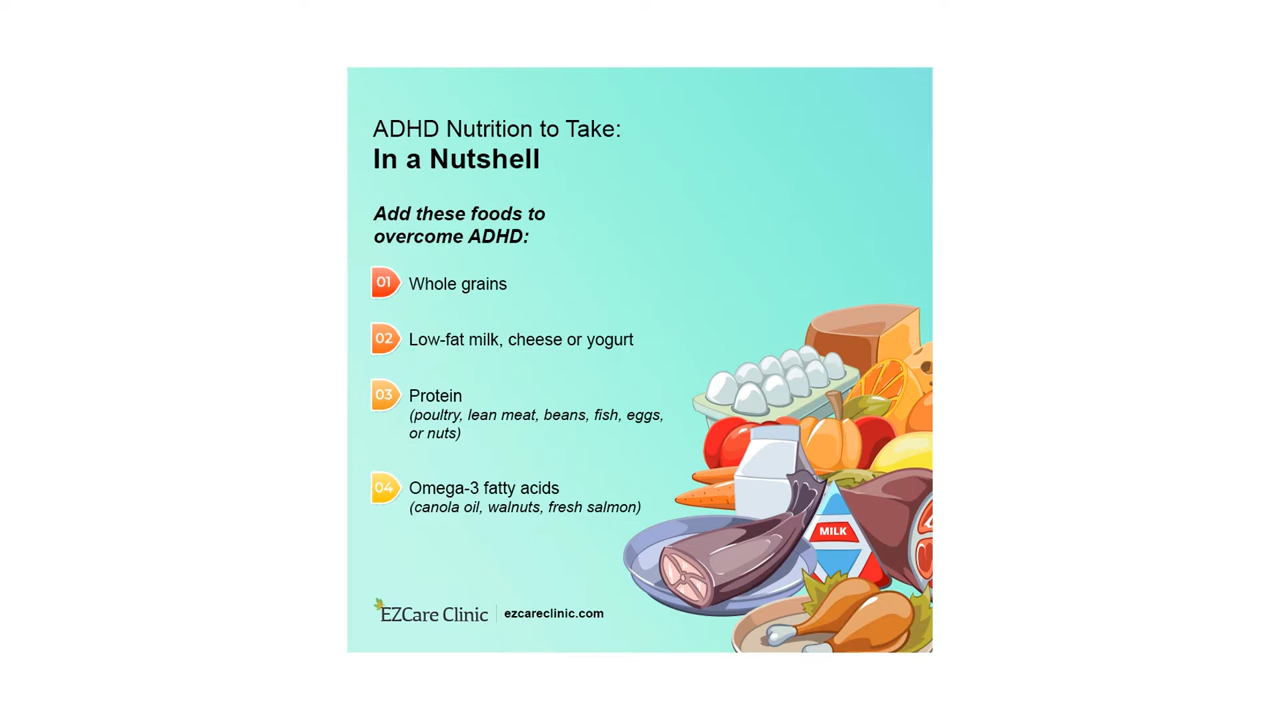 ADHD Nutrition to Take:
In a Nutshell
Add these foods to
overcome ADHD:
01 Whole grains
02 Low-fat milk, cheese or yogurt
03 Protein
(poultry, lean meat, beans, fish, eggs,
or nuts)
04 Omega-3 fatty acids
(canola oil, walnuts, fresh salmon)
MILK
EZCare Clinic ezcareclinic.com